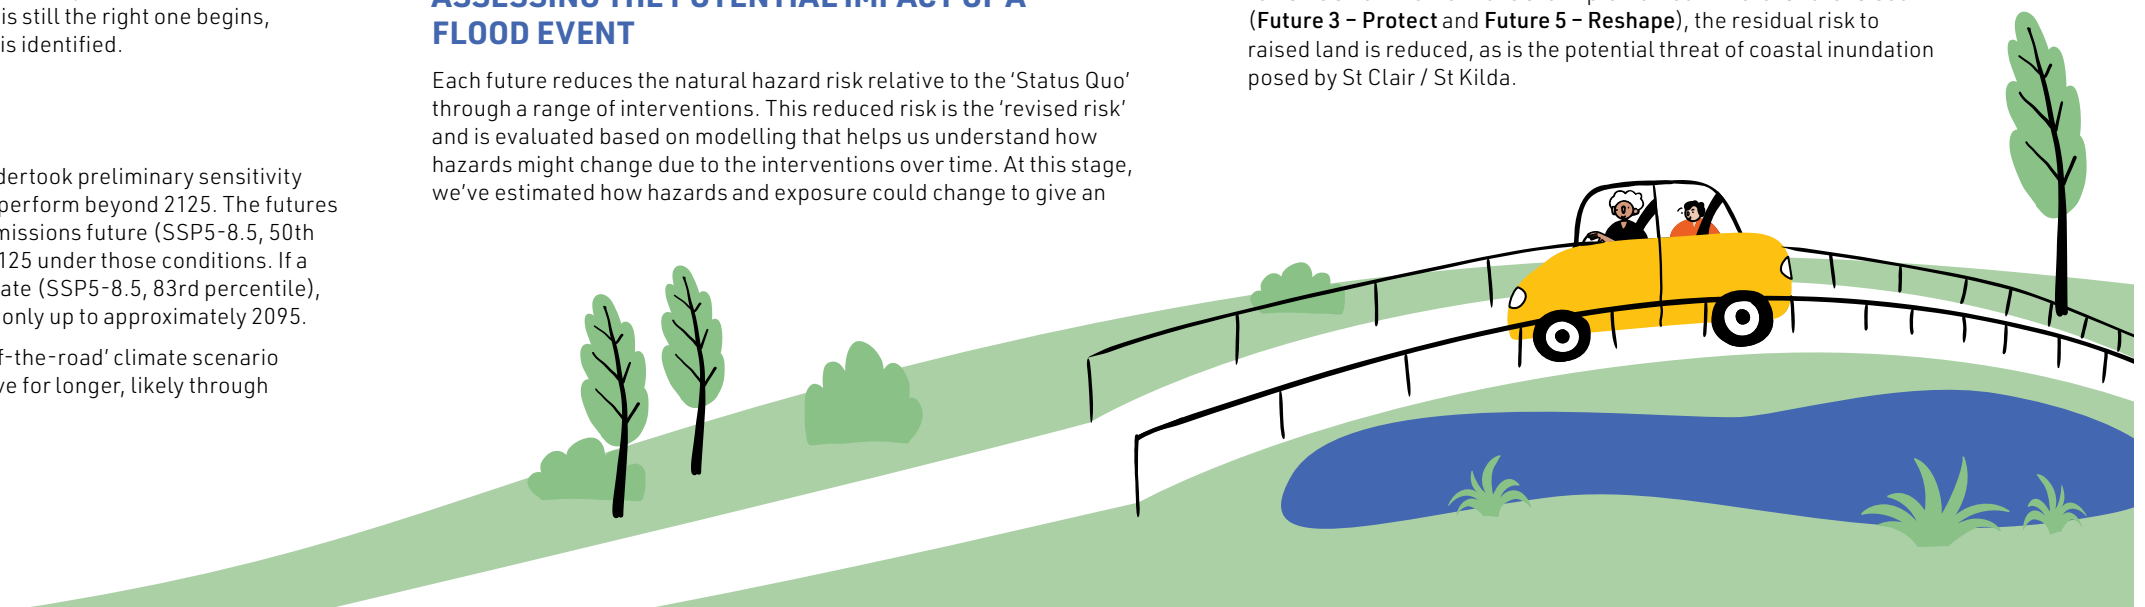 is still the right one begins,
is identified.
dertook preliminary sensitivity
perform beyond 2125. The futures
missions future (SSP5-8.5, 50th
125 under those conditions. If a
ate (SSP5-8.5, 83rd percentile),
only up to approximately 2095.
f-the-road’ climate scenario
ve for longer, likely through
ASSESSING THE POTENTIAL IMPACT OF A
FLOOD EVENT
Each future reduces the natural hazard risk relative to the ‘Status Quo’
through a range of interventions. This reduced risk is the ‘revised risk’
and is evaluated based on modelling that helps us understand how
hazards might change due to the interventions over time. At this stage,
we’ve estimated how hazards and exposure could change to give an
(Future 3 – Protect and Future 5 – Reshape), the residual risk to
raised land is reduced, as is the potential threat of coastal inundation
posed by St Clair / St Kilda.